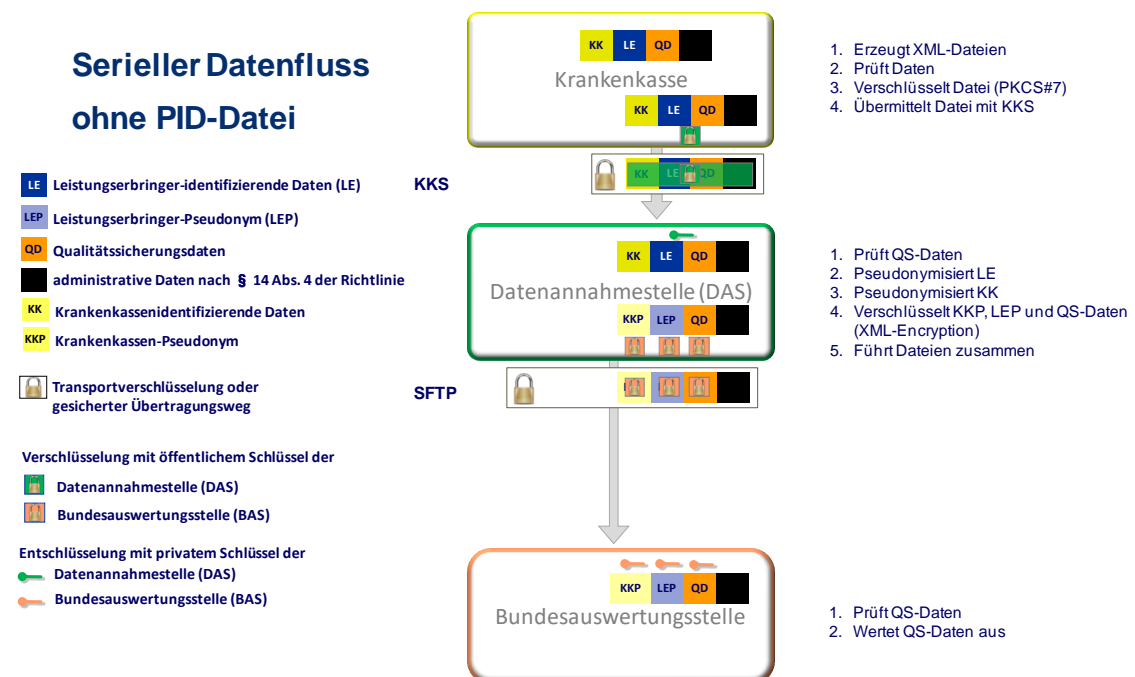 Serieller Datenfluss
ohne PID-Datei
LE Leistungserbringer-identifizierende Daten (LE)
LEP Leistungserbringer-Pseudonym (LEP)
QD Qualitätssicherungsdaten
administrative Daten nach § 14 Abs. 4 der Richtlinie
KK Krankenkassenidentifizierende Daten
KKP Krankenkassen-Pseudonym
Transportverschlüsselung oder
gesicherter Übertragungsweg
Verschlüsselung mit öffentlichem Schlüssel der
Datenannahmestelle (DAS)
Bundesauswertungsstelle (BAS)
Entschlüsselung mit privatem Schlüssel der
Datenannahmestelle (DAS)
Bundesauswertungsstelle (BAS)
KK LE QD
Krankenkasse
KK LE QD
KKS
KK LE QD
KK LE QD
Datenannahmestelle (DAS)
KKP LEP QD
SFTP
KKP LEP QD
Bundesauswertungsstelle
1. Erzeugt XML-Dateien
2. Prüft Daten
3. Verschlüsselt Datei (PKCS#7)
4. Übermittelt Datei mit KKS
1. Prüft QS-Daten
2. Pseudonymisiert LE
3. Pseudonymisiert KK
4. Verschlüsselt KKP, LEP und QS-Daten
(XML-Encryption)
5. Führt Dateien zusammen
1. Prüft QS-Daten
2. Wertet QS-Daten aus